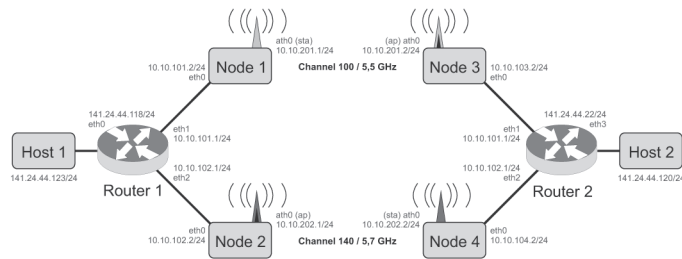 ath0 (sta)
10.10.201.1/24
(ap) ath0
10.10.201.2/24
10.10.101.2/24
eth0
Node 1
Channel 100 / 5,5 GHz
Node 3
10.10.103.2/24
eth0
141.24.44.118/24
eth0
141.24.44.22/24
eth3
eth1
10.10.101.1/24
eth1
10.10.101.1/24
Host 1
141.24.44.123/24
Router 1
10.10.102.1/24
eth2
10.10.102.1/24
eth2
Router 2
Host 2
141.24.44.120/24
ath0 (ap)
10.10.202.1/24
(sta) ath0
10.10.202.2/24
eth0
10.10.102.2/24
Node 2
Channel 140 / 5,7 GHz
Node 4
eth0
10.10.104.2/24